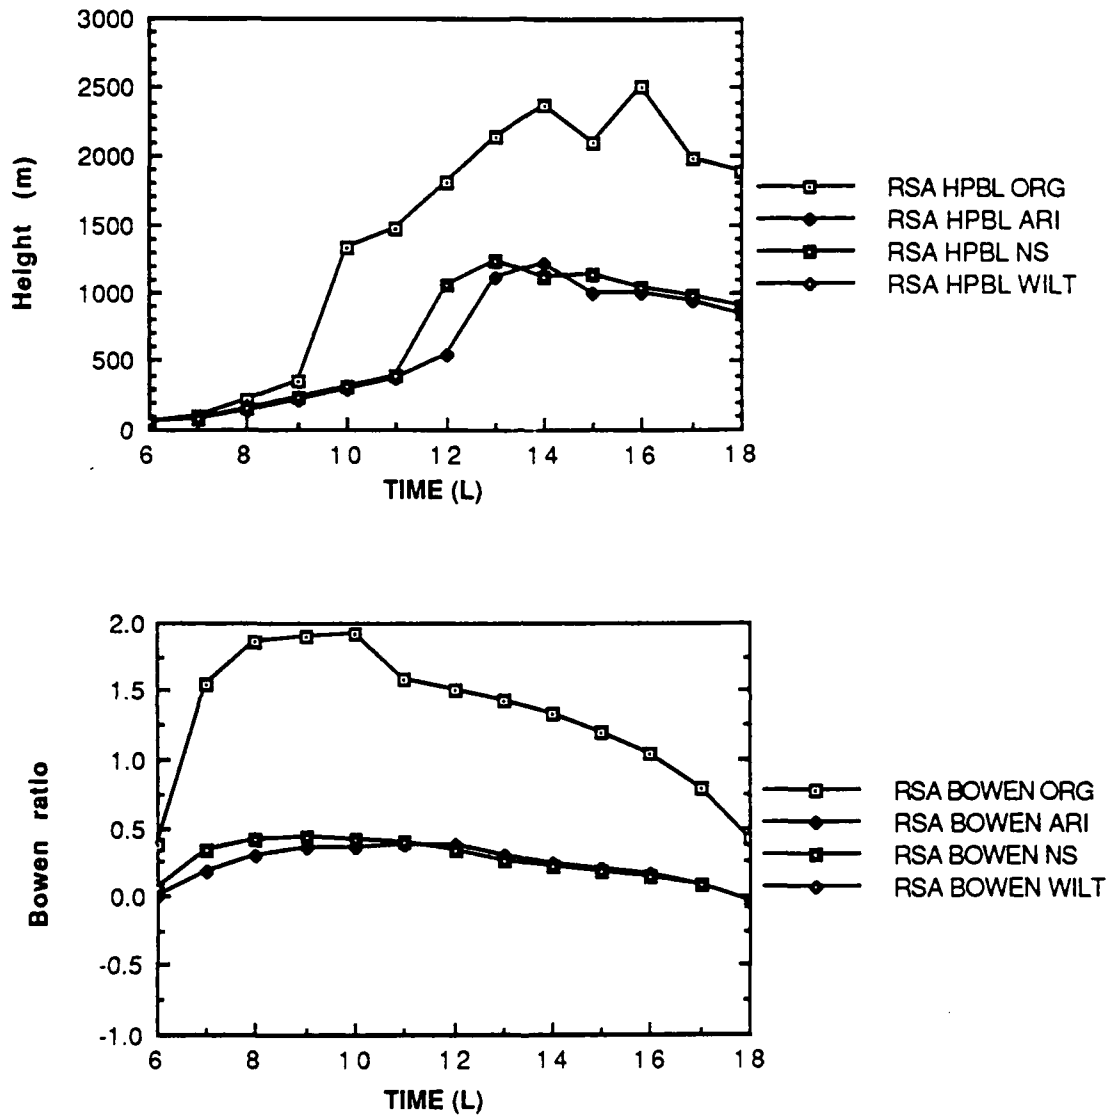 3000
2500
2000
1500
1000
500
0
Height (m)
6 8 10 12 14 16 18
TIME (L)
RSA HPBL ORG
RSA HPBL ARI
RSA HPBL NS
RSA HPBL WILT
2.0
1.5
1.0
0.5
0.0
-0.5
-1.0
Bowen ratio
6 8 10 12 14 16 18
TIME (L)
RSA BOWEN ORG
RSA BOWEN ARI
RSA BOWEN NS
RSA BOWEN WILT